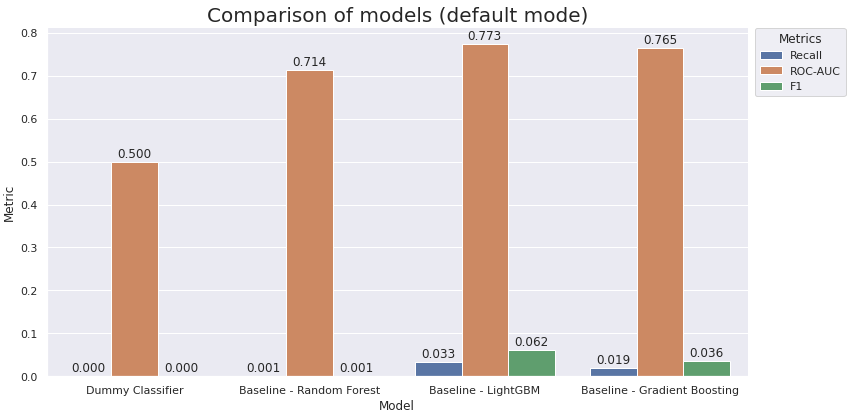 Comparison of models (default mode)
Metrics
Recall
ROC-AUC
F1
Metric
0.8
0.7
0.6
0.5
0.4
0.3
0.2
0.1
0.0
0.000
0.500
0.000
0.001
0.714
0.001
0.033
0.773
0.062
0.019
0.765
0.036
Dummy Classifier
Baseline - Random Forest
Baseline - LightGBM
Baseline - Gradient Boosting
Model